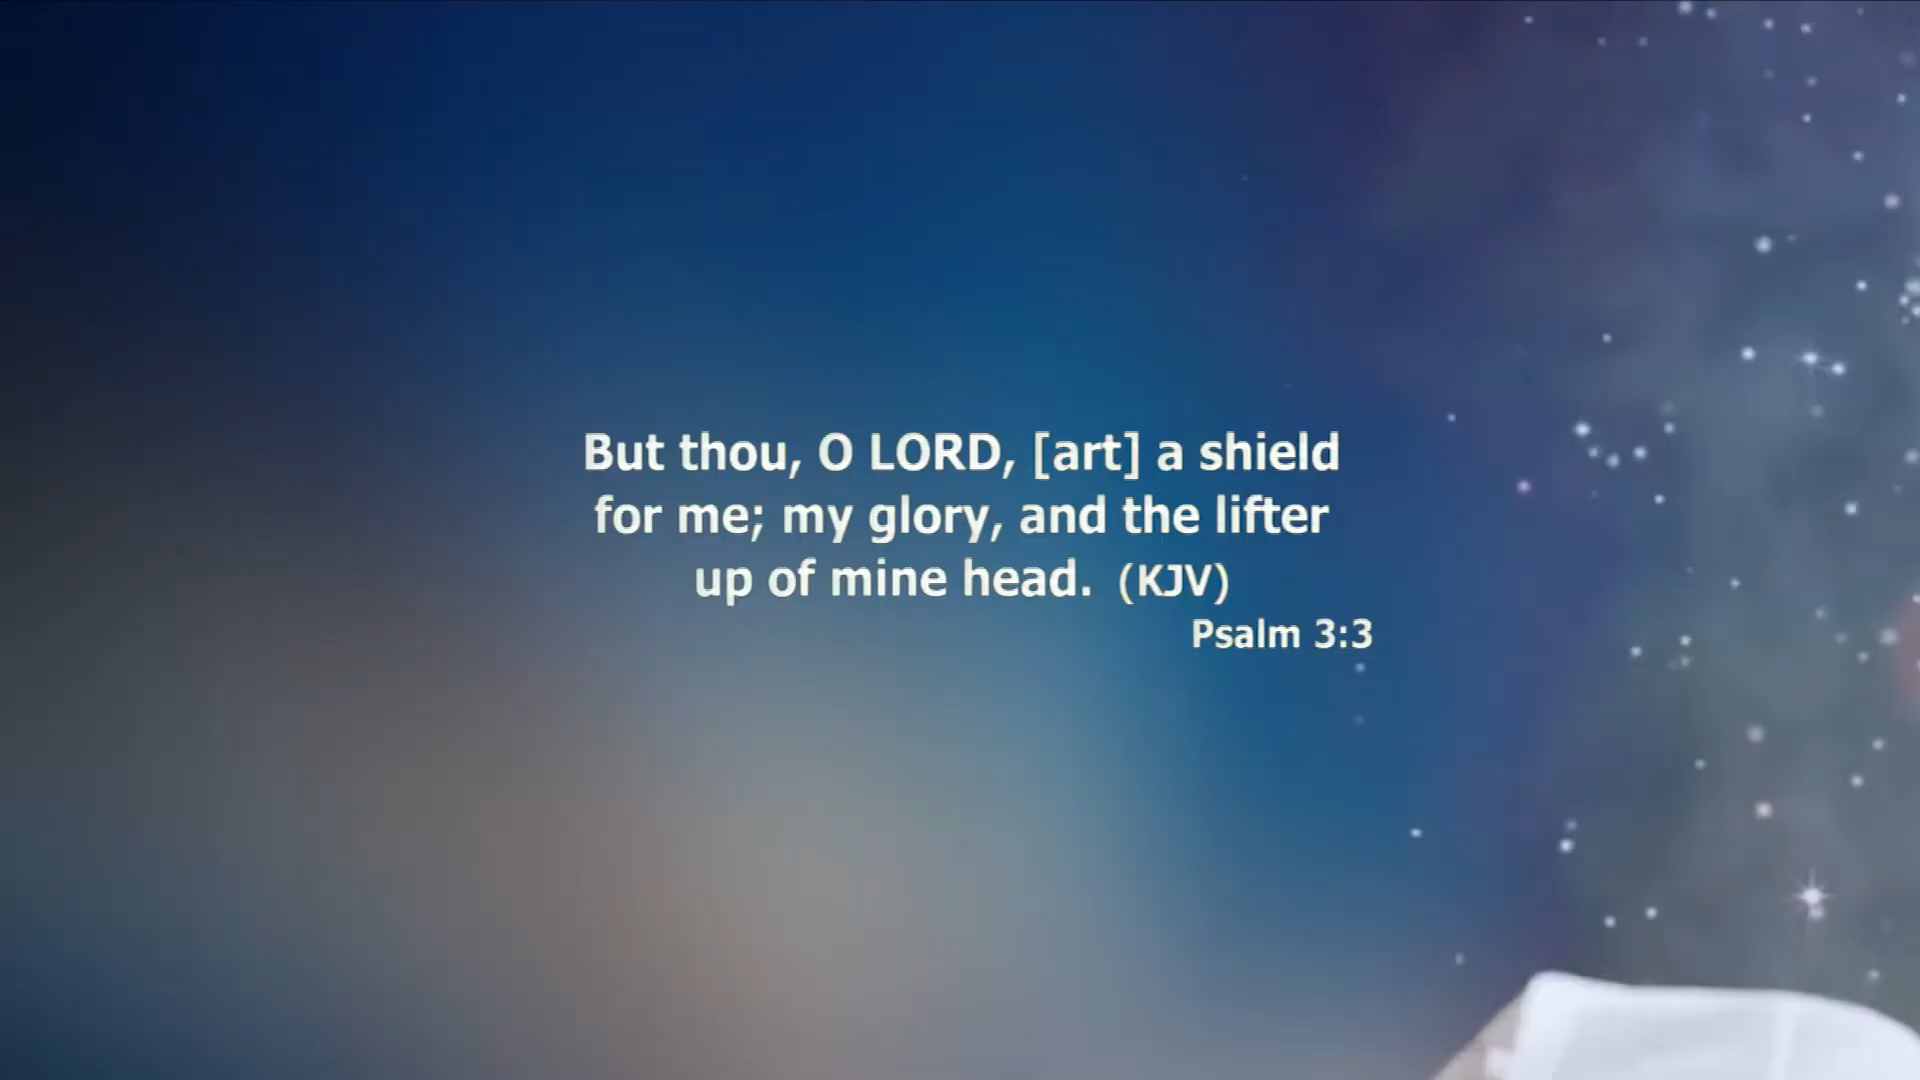 But thou, O LORD, [art] a shield
for me; my glory, and the lifter
up of mine head. (KJV)
Psalm 3:3